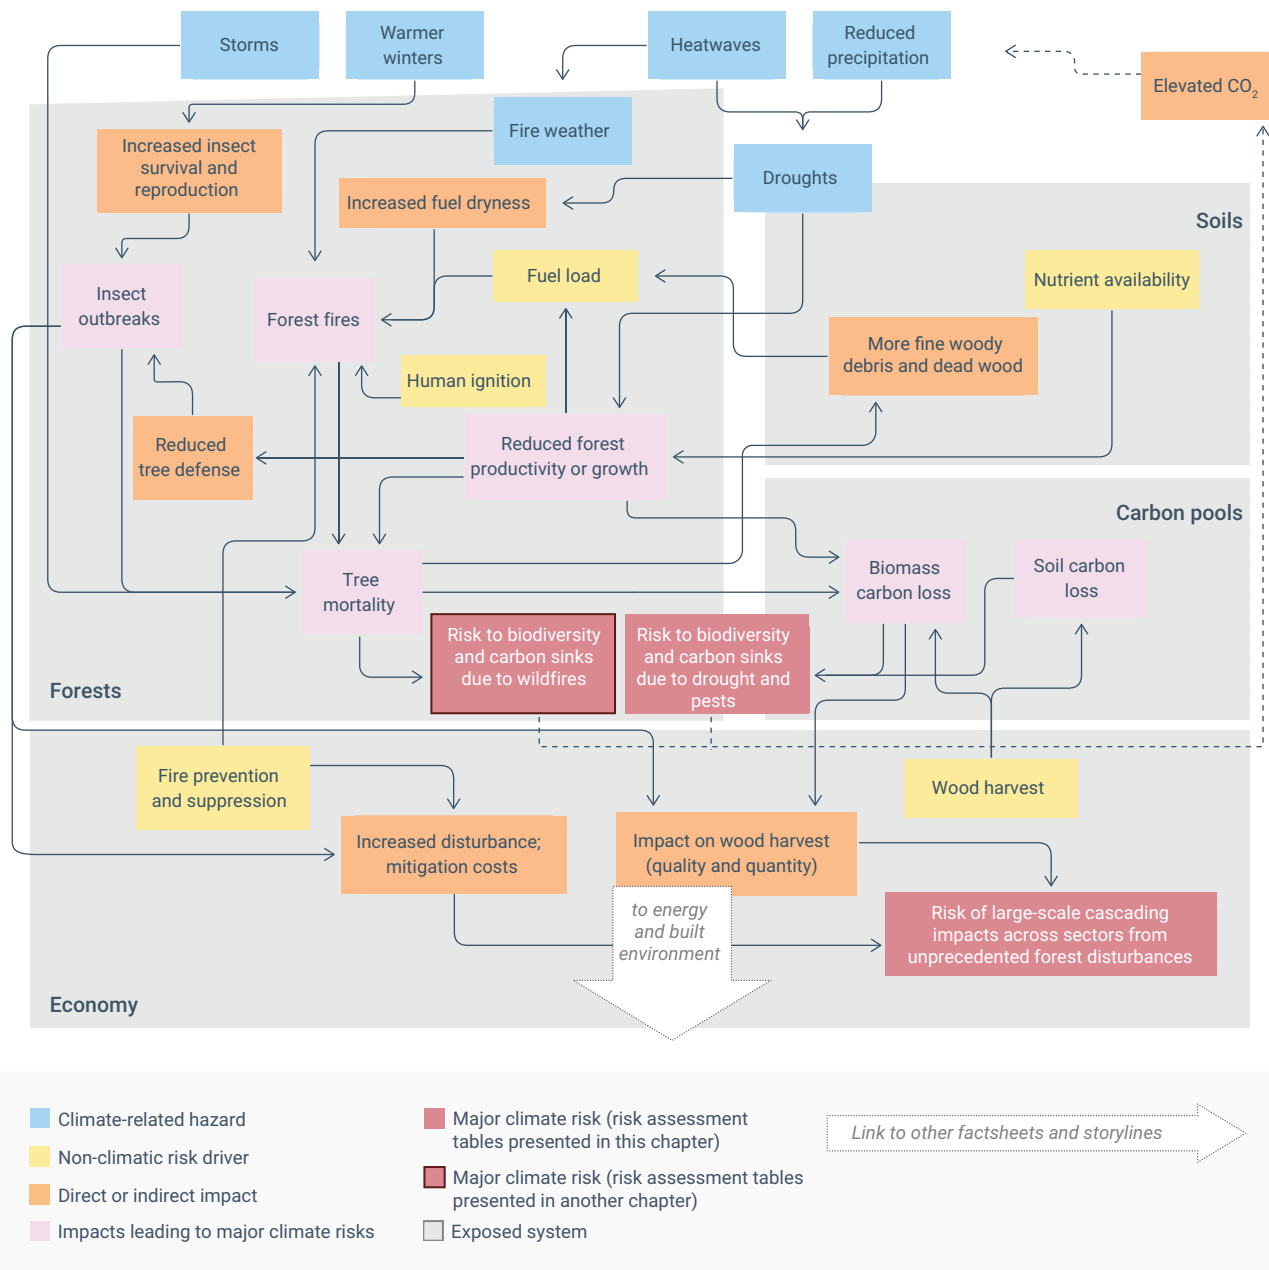 Storms
Warmer
winters
Heatwaves
Reduced
precipitation
Elevated CO2
Fire weather
Increased insect
survival and
reproduction
Increased fuel dryness
Droughts
Soils
Insect
outbreaks
Forest fires
Fuel load
Nutrient availability
More fine woody
debris and dead wood
Human ignition
Reduced
tree defense
Reduced forest
productivity or growth
Carbon pools
Tree
mortality
Biomass
carbon loss
Soil carbon
loss
Risk to biodiversity
and carbon sinks
due to wildfires
Risk to biodiversity
and carbon sinks
due to drought and
pests
Forests
Fire prevention
and suppression
Wood harvest
Increased disturbance;
mitigation costs
Impact on wood harvest
(quality and quantity)
to energy
and built
environment
Risk of large-scale cascading
impacts across sectors from
unprecedented forest disturbances
Economy
Climate-related hazard
Non-climatic risk driver
Direct or indirect impact
Impacts leading to major climate risks
Major climate risk (risk assessment
tables presented in this chapter)
Major climate risk (risk assessment tables
presented in another chapter)
Exposed system
Link to other factsheets and storylines